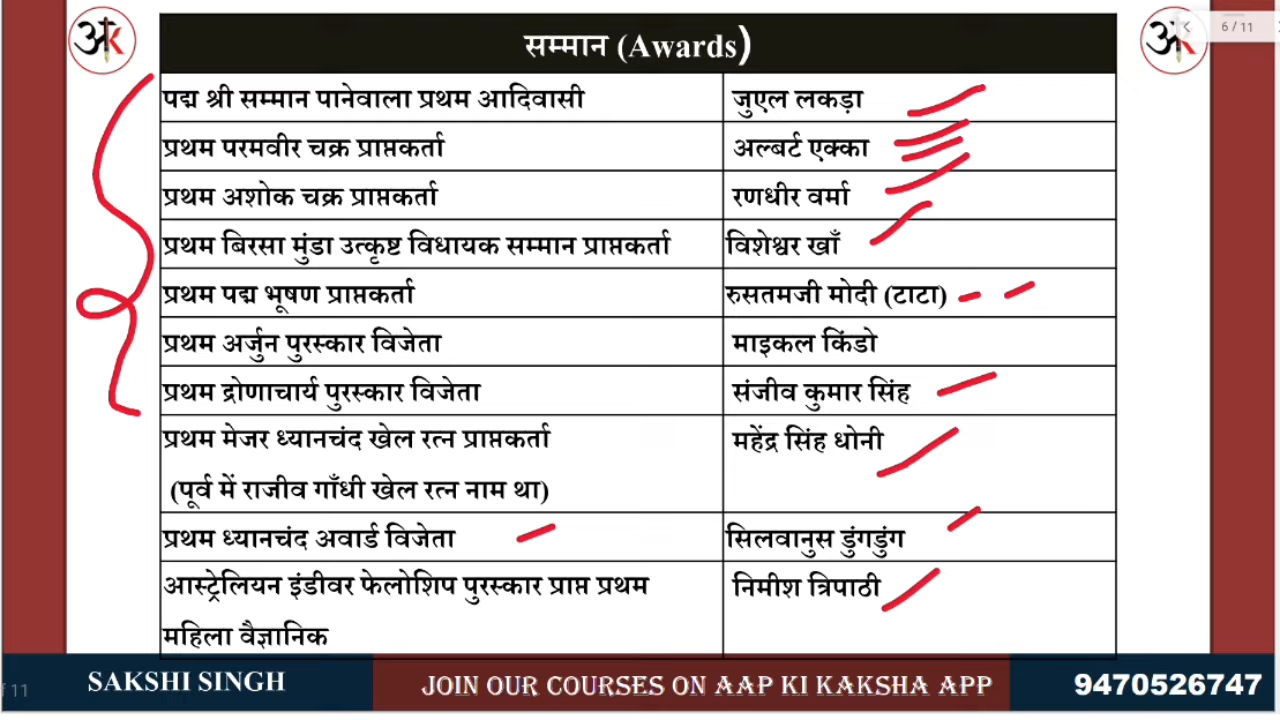 सम्मान (Awards)
6 / 11
पद्म श्री सम्मान पानेवाला प्रथम आदिवासी जुएल लकड़ा
प्रथम परमवीर चक्र प्राप्तकर्ता अल्बर्ट एक्का
प्रथम अशोक चक्र प्राप्तकर्ता रणधीर वर्मा
प्रथम बिरसा मुंडा उत्कृष्ट विधायक सम्मान प्राप्तकर्ता विशेश्वर खाँ
प्रथम पद्म भूषण प्राप्तकर्ता रुसतमजी मोदी (टाटा)
प्रथम अर्जुन पुरस्कार विजेता माइकल किंडो
प्रथम द्रोणाचार्य पुरस्कार विजेता संजीव कुमार सिंह
प्रथम मेजर ध्यानचंद खेल रत्न प्राप्तकर्ता महेंद्र सिंह धोनी
(पूर्व में राजीव गाँधी खेल रत्न नाम था)
प्रथम ध्यानचंद अवार्ड विजेता सिलवानुस डुंगडुंग
आस्ट्रेलियन इंडीवर फेलोशिप पुरस्कार प्राप्त प्रथम निमीश त्रिपाठी
महिला वैज्ञानिक
SAKSHI SINGH JOIN OUR COURSES ON AAP KI KAKSHA APP 9470526747